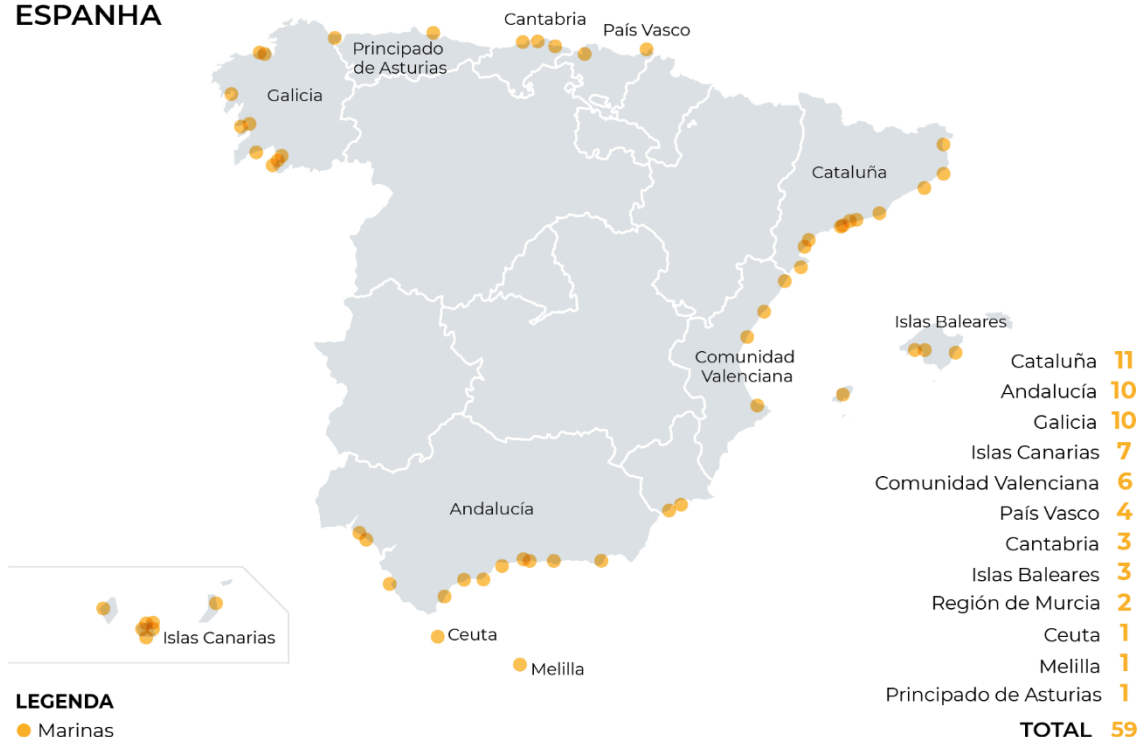 ESPANHA
Cantabria
País Vasco
Principado
de Asturias
Galicia
Cataluña
Islas Baleares
Comunidad
Valenciana
Andalucía
Ceuta
Melilla
Islas Canarias
Cataluña 11
Andalucía 10
Galicia 10
Islas Canarias 7
Comunidad Valenciana 6
País Vasco 4
Cantabria 3
Islas Baleares 3
Región de Murcia 2
Ceuta 1
Melilla 1
Principado de Asturias 1
TOTAL 59
LEGENDA
Marinas